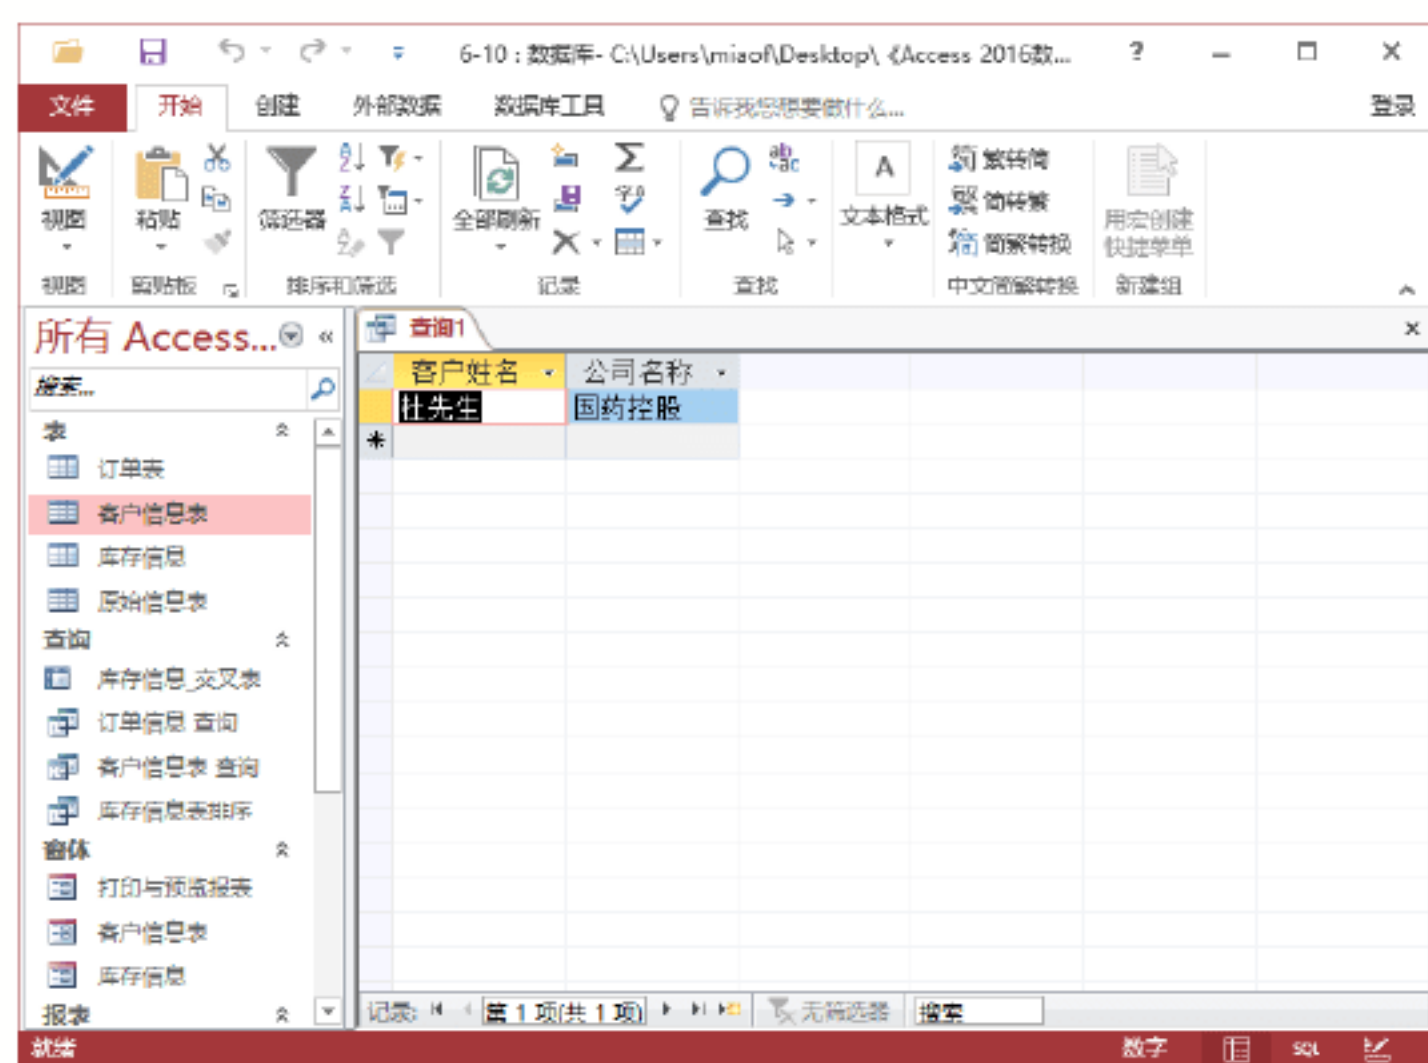 6-10 : 数据库- C:\Users\miaof\Desktop\《Access 2016数... ?
文件 开始 创建 外部数据 数据库工具 告诉我您想要做什么... 登录
视图 粘贴 筛选器 全部刷新 查找 文本格式 繁转简 简转繁 简繁转换 用宏创建快捷菜单
视图 剪贴板 排序和筛选 记录 查找 中文简繁转换 新建组
所有 Access...
搜索...
表
订单表
客户信息表
库存信息
原始信息表
查询
库存信息_交叉表
订单信息 查询
客户信息表 查询
库存信息表排序
窗体
打印与预览报表
客户信息表
库存信息
报表
查询1
客户姓名 公司名称
杜先生 国药控股
记录: 第 1 项(共 1 项) 无筛选器 搜索
就绪 数字 SQL